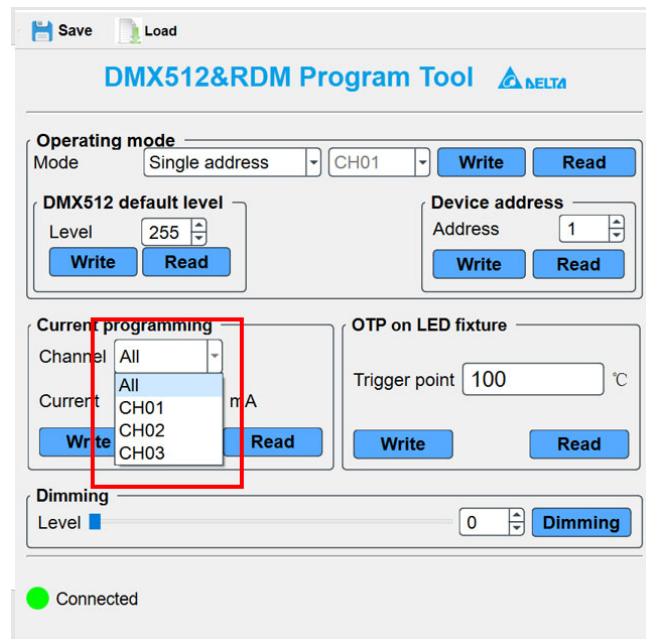 Save Load
DMX512&RDM Program Tool DELTA
Operating mode
Mode Single address CH01 Write Read
DMX512 default level
Level 255
Write Read
Device address
Address 1
Write Read
Current programming
Channel All
All
CH01
CH02
CH03
Current mA
Write Read
OTP on LED fixture
Trigger point 100 ℃
Write Read
Dimming
Level 0 Dimming
Connected